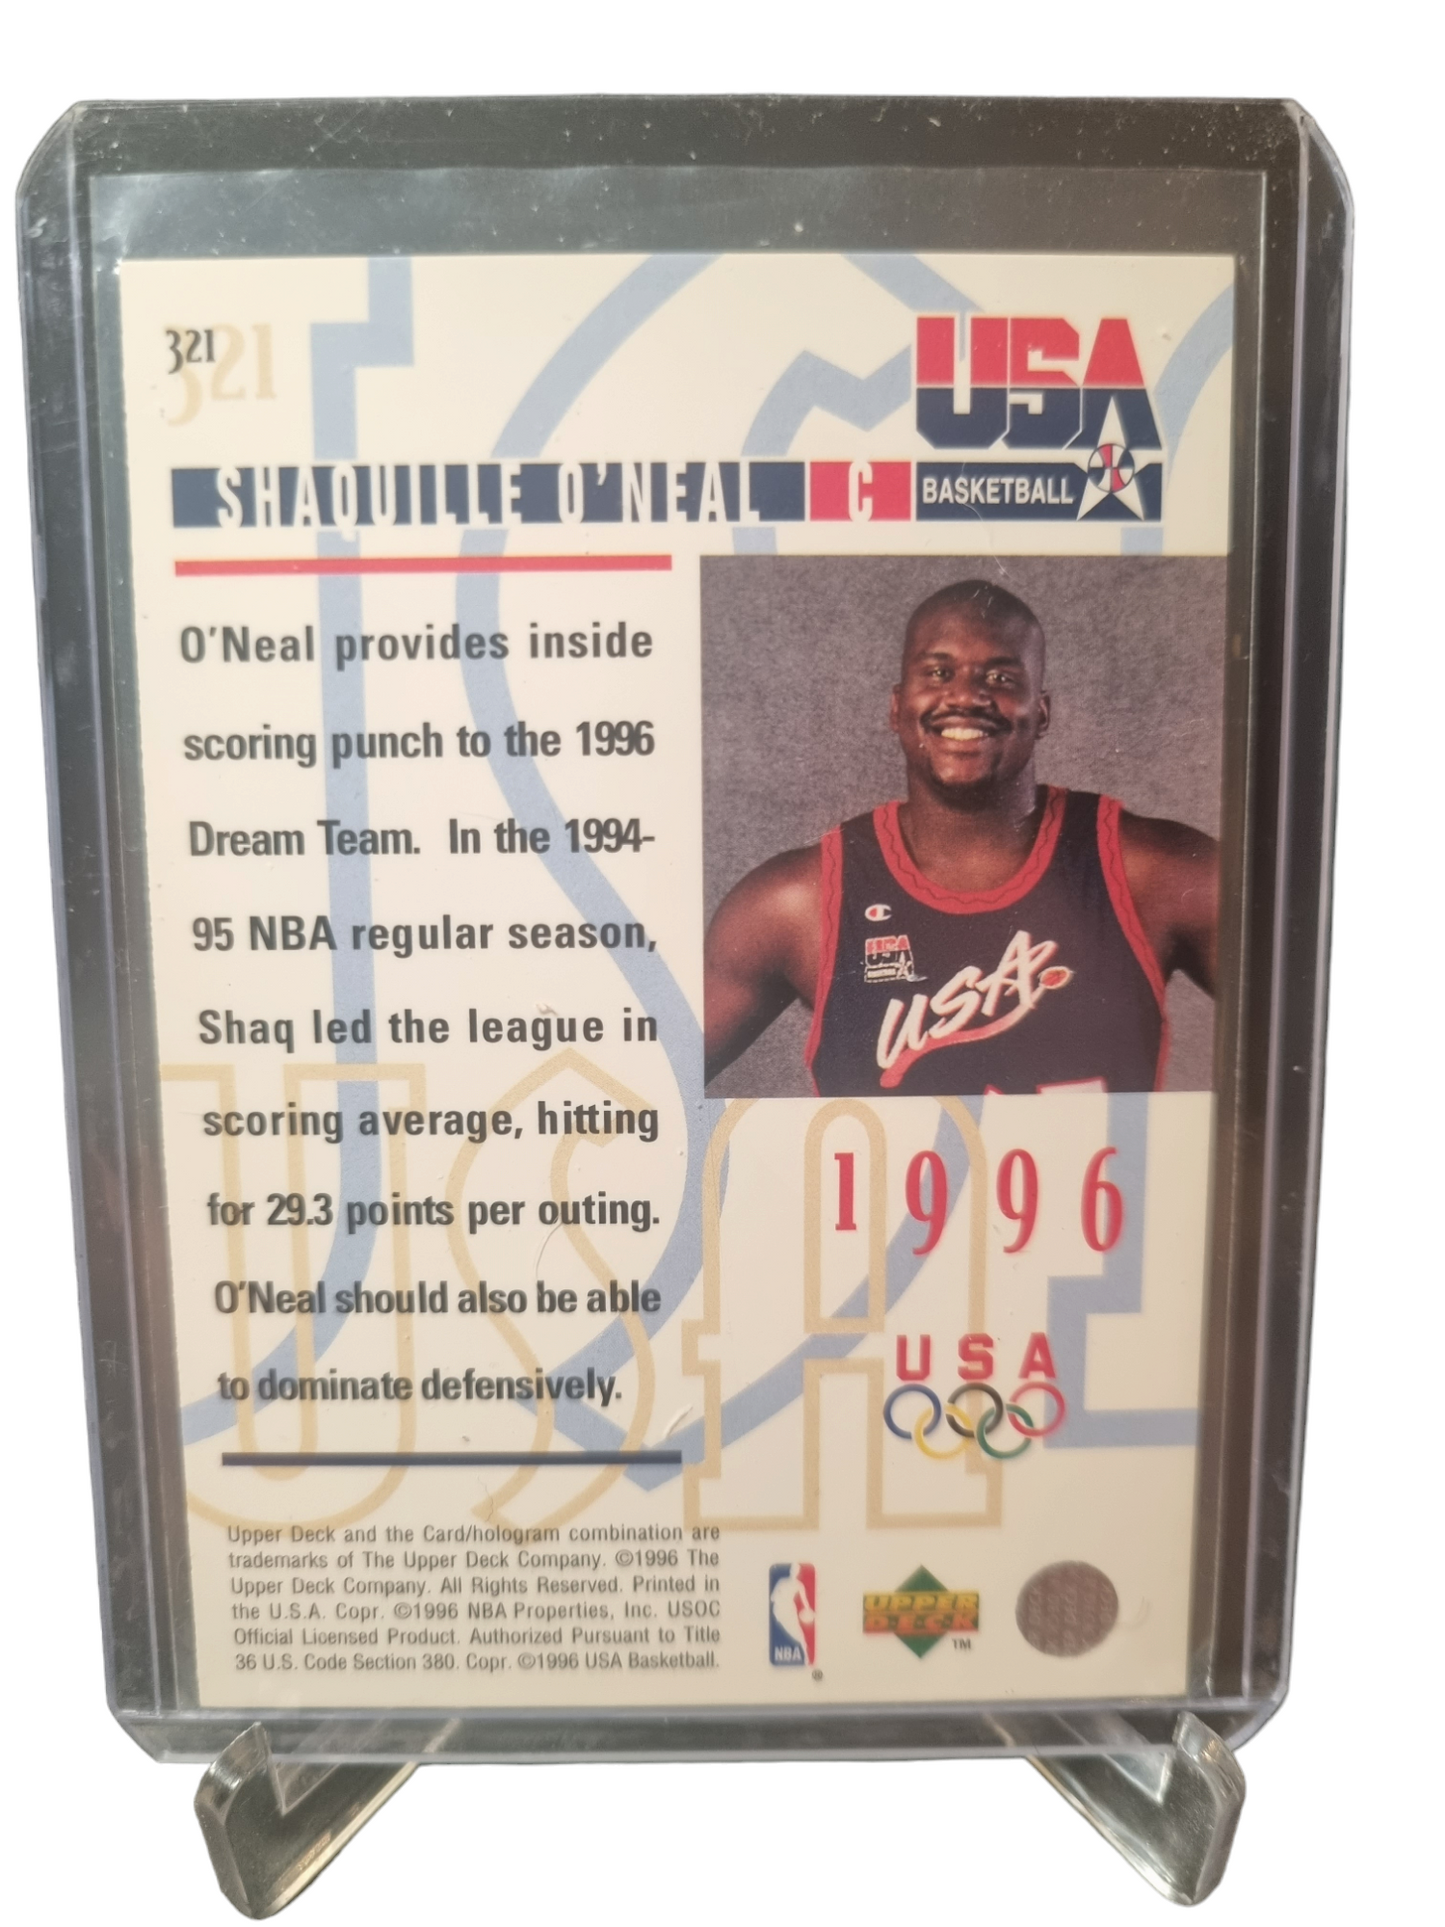 321
321
USA
SHAQUILLE O'NEAL C BASKETBALL
O'Neal provides inside
scoring punch to the 1996
Dream Team. In the 1994-
95 NBA regular season,
Shaq led the league in
scoring average, hitting
for 29.3 points per outing.
O'Neal should also be able
to dominate defensively.
USA
USA
1996
USA
USA
Upper Deck and the Card/hologram combination are
trademarks of The Upper Deck Company. ©1996 The
Upper Deck Company. All Rights Reserved. Printed in
the U.S.A. Copr. ©1996 NBA Properties, Inc. USOC
Official Licensed Product. Authorized Pursuant to Title
36 U.S. Code Section 380. Copr. ©1996 USA Basketball.
NBA
®
UPPER
DECK
TM